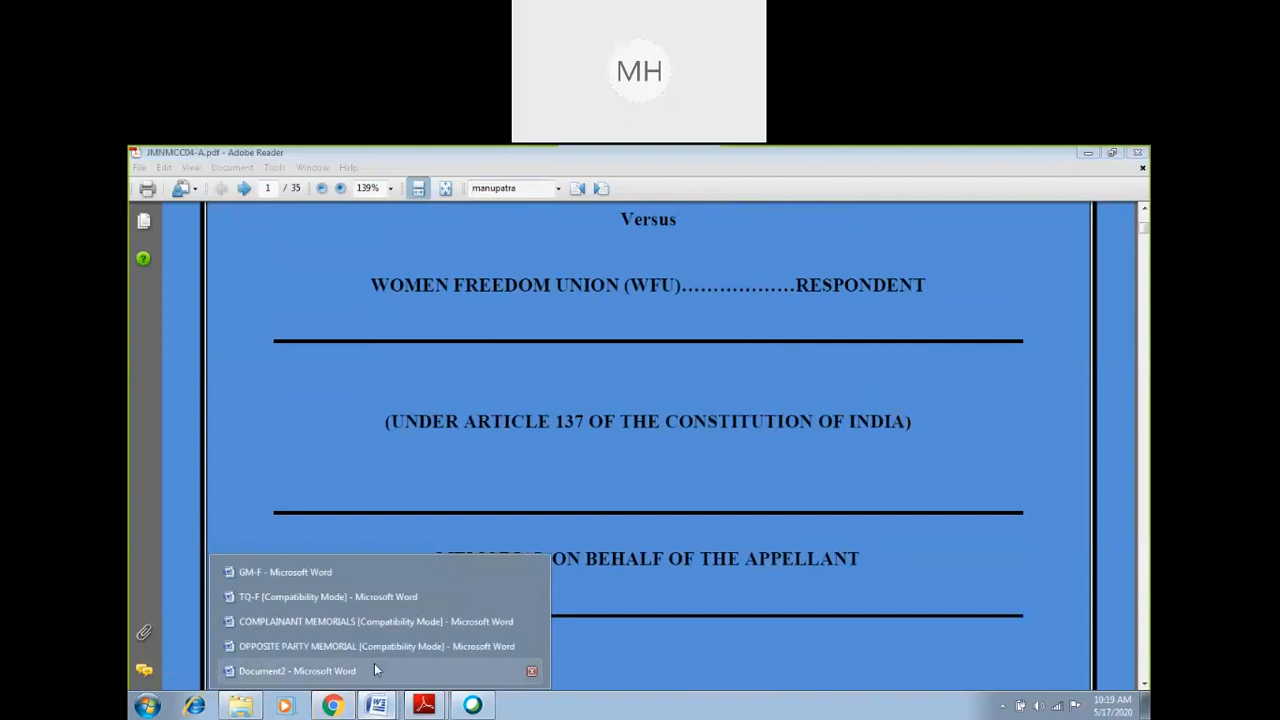 MH
JMNMCC04-A.pdf - Adobe Reader
File Edit View Document Tools Window Help
1 / 35 139% manupatra
Versus
WOMEN FREEDOM UNION (WFU)..................RESPONDENT
(UNDER ARTICLE 137 OF THE CONSTITUTION OF INDIA)
ON BEHALF OF THE APPELLANT
GM-F - Microsoft Word
TQ-F [Compatibility Mode] - Microsoft Word
COMPLAINANT MEMORIALS [Compatibility Mode] - Microsoft Word
OPPOSITE PARTY MEMORIAL [Compatibility Mode] - Microsoft Word
Document2 - Microsoft Word
10:19 AM
5/17/2020